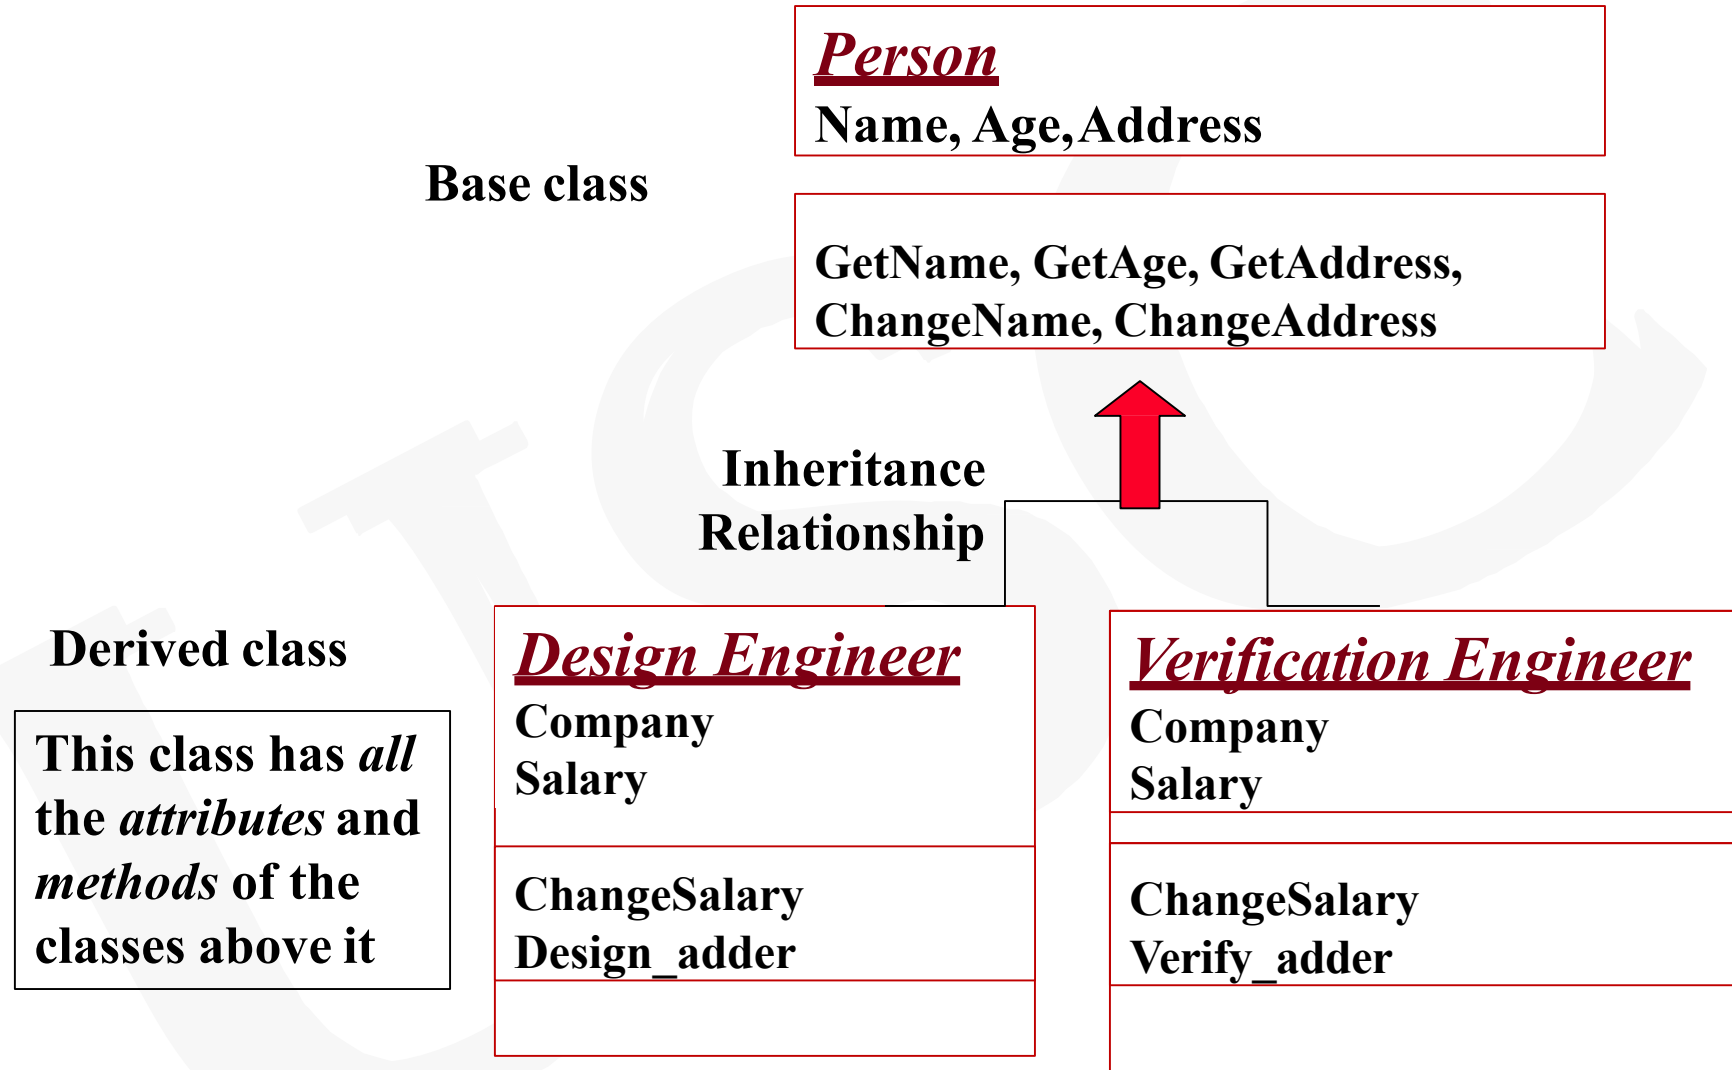 Person
Name, Age, Address
Base class
GetName, GetAge, GetAddress,
ChangeName, ChangeAddress
Inheritance
Relationship
Derived class
This class has all
the attributes and
methods of the
classes above it
Design Engineer
Company
Salary
ChangeSalary
Design_adder
Verification Engineer
Company
Salary
ChangeSalary
Verify_adder
USC